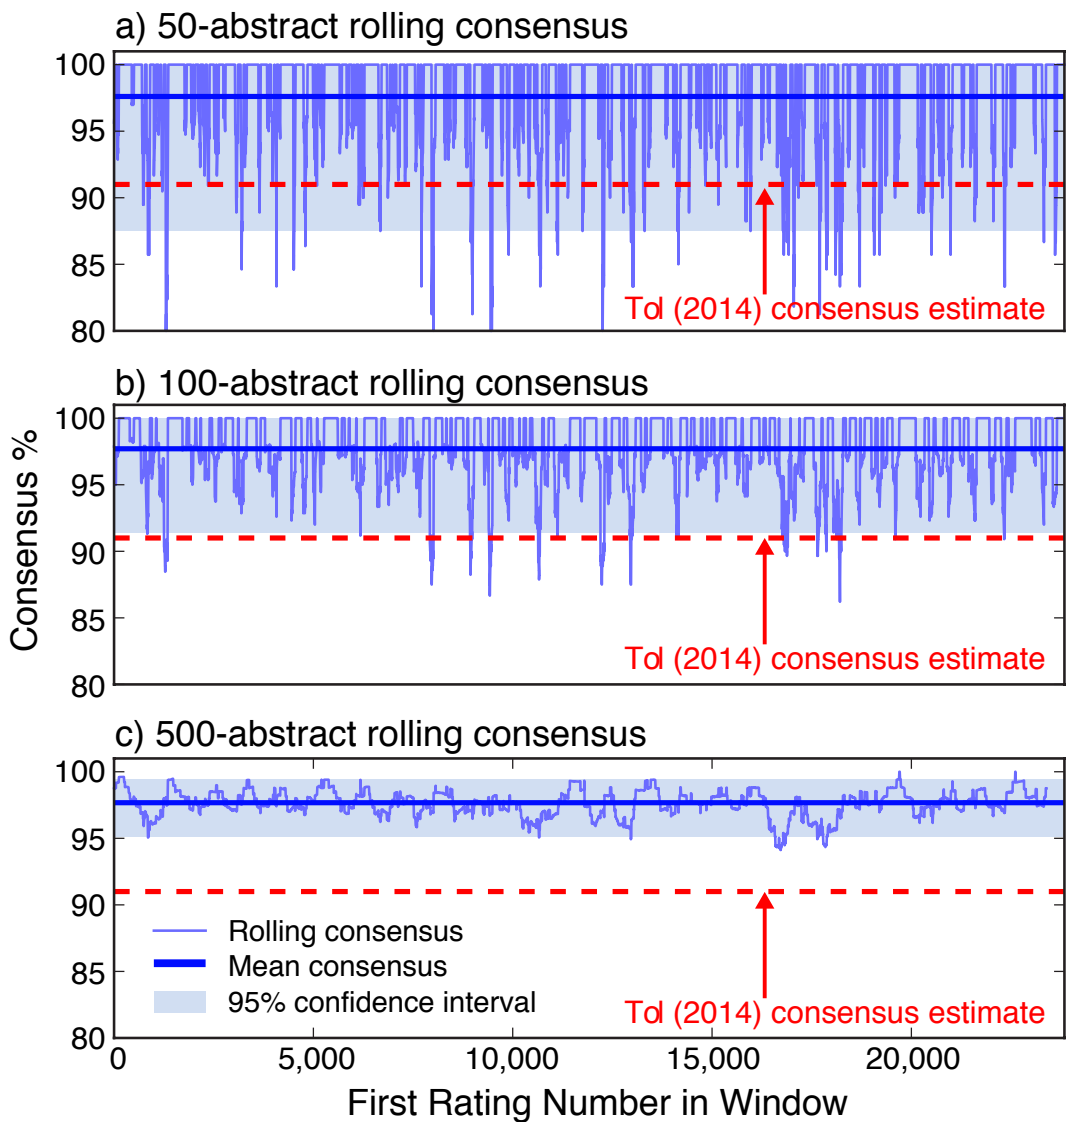 a) 50-abstract rolling consensus
100
95
90
85
80
Tol (2014) consensus estimate
b) 100-abstract rolling consensus
100
95
90
85
80
Tol (2014) consensus estimate
Consensus %
c) 500-abstract rolling consensus
100
95
90
85
80
Rolling consensus
Mean consensus
95% confidence interval
Tol (2014) consensus estimate
0 5,000 10,000 15,000 20,000
First Rating Number in Window